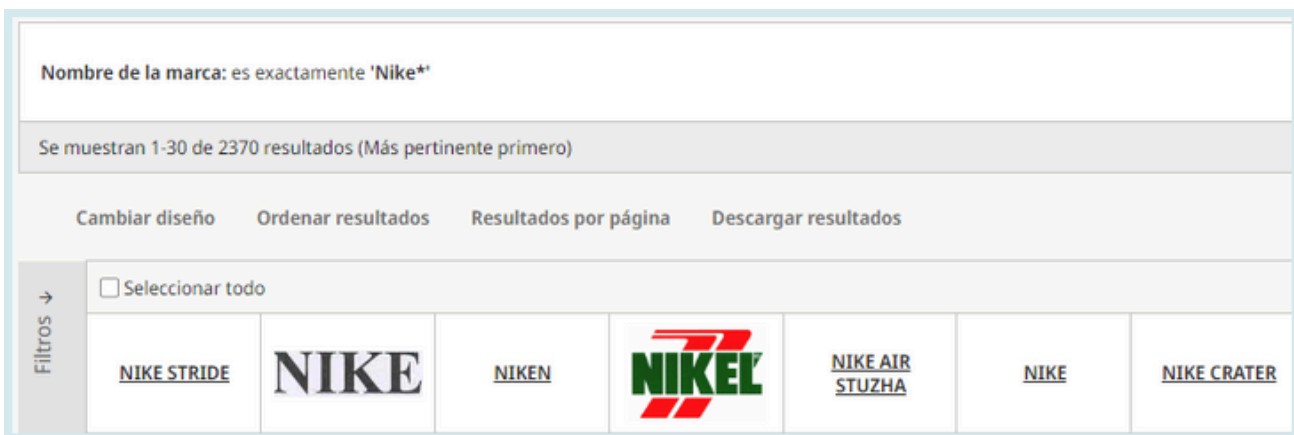 Nombre de la marca: es exactamente 'Nike*'
Se muestran 1-30 de 2370 resultados (Más pertinente primero)
Cambiar diseño Ordenar resultados Resultados por página Descargar resultados
Filtros →
Seleccionar todo
NIKE STRIDE
NIKE
NIKEN
NIKEĽ
NIKE AIR
STUZHA
NIKE
NIKE CRATER